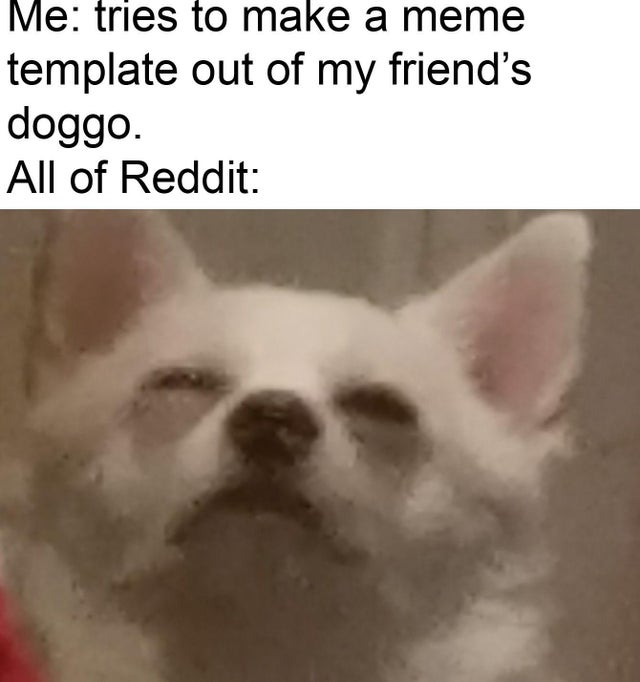 Me: tries to make a meme
template out of my friend’s
doggo.
All of Reddit: